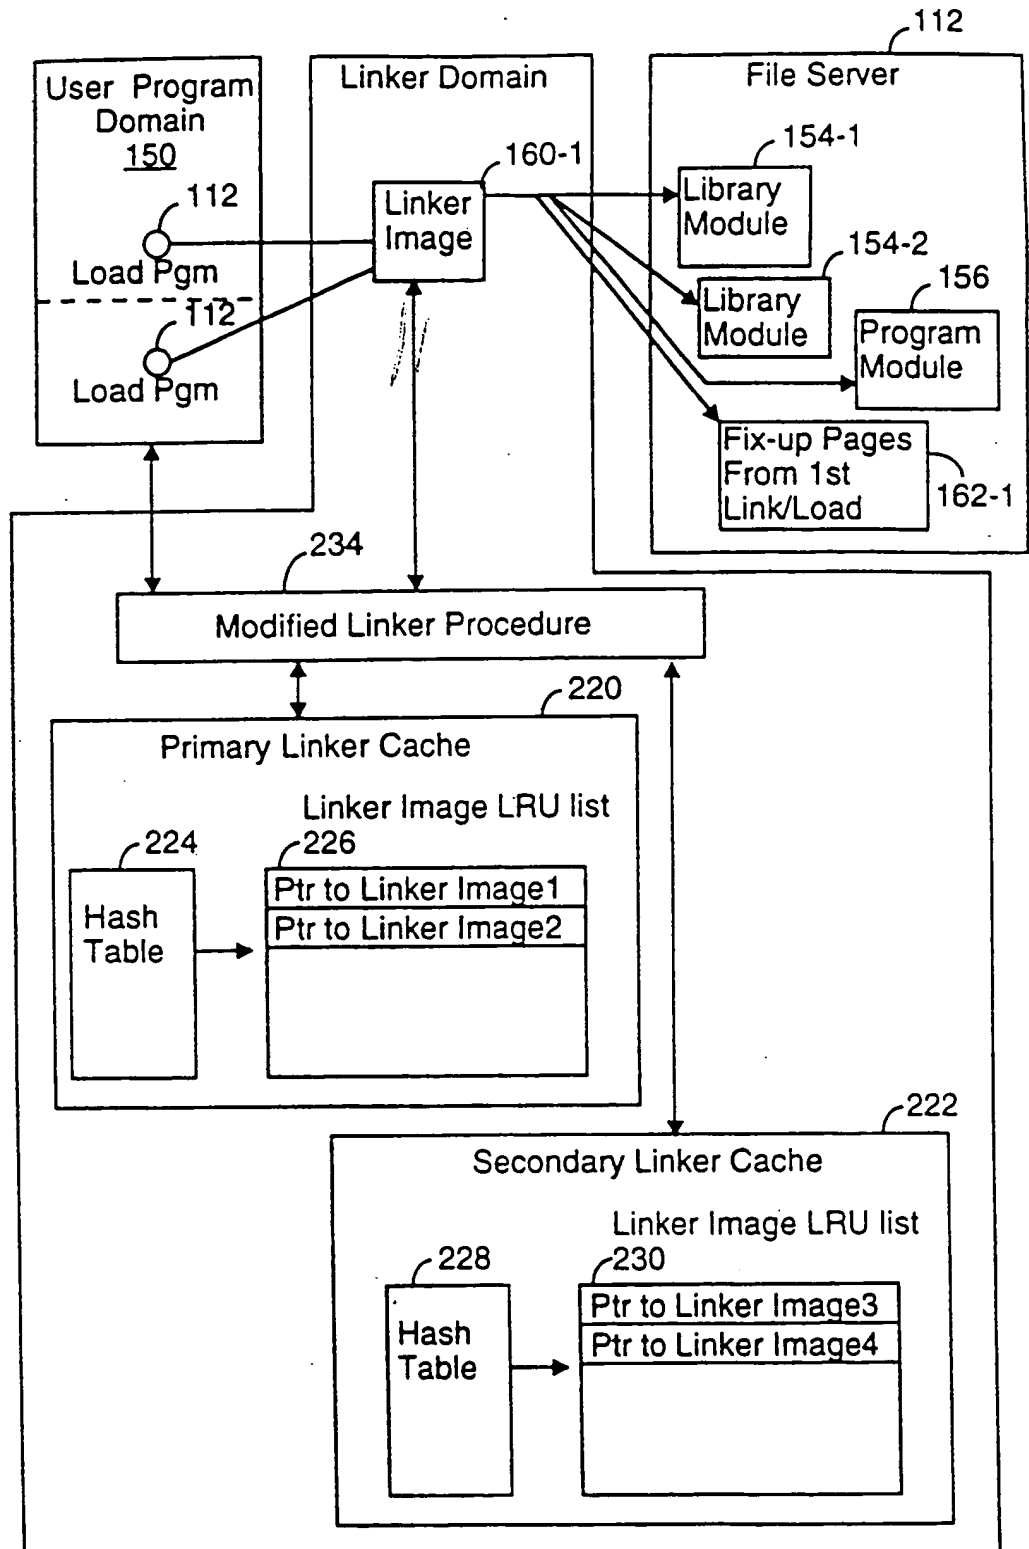 112
User Program
Domain
150
Linker Domain
File Server
160-1
154-1
Linker
Image
Library
Module
112
Load Pgm
154-2
Library
Module
156
Program
Module
112
Load Pgm
Fix-up Pages
From 1st
Link/Load
162-1
234
Modified Linker Procedure
220
Primary Linker Cache
Linker Image LRU list
224
226
Hash
Table
Ptr to Linker Image1
Ptr to Linker Image2
222
Secondary Linker Cache
Linker Image LRU list
228
230
Hash
Table
Ptr to Linker Image3
Ptr to Linker Image4